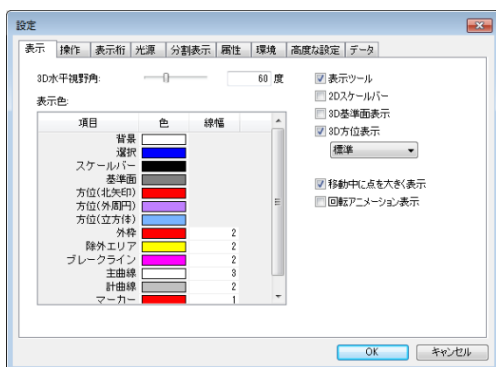 設定
表示 操作 表示桁 光源 分割表示 属性 環境 高度な設定 データ
3D水平視野角: 60 度
表示色:
項目 色 線幅
背景
選択
スケールバー
基準面
方位(北矢印)
方位(外周円)
方位(立方体)
外枠 2
除外エリア 2
ブレークライン 2
主曲線 3
計曲線 2
マーカー 1
表示ツール
2Dスケールバー
3D基準面表示
3D方位表示
標準
移動中に点を大きく表示
回転アニメーション表示
OK キャンセル